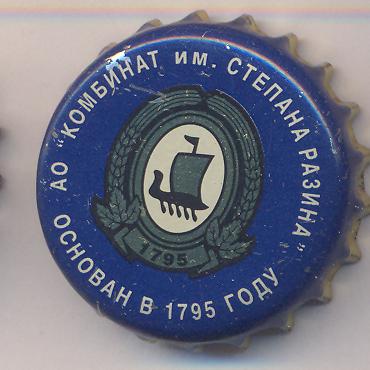 АО "КОМБИНАТ ИМ. СТЕПАНА РАЗИНА"
ОСНОВАН В 1795 ГОДУ
1795